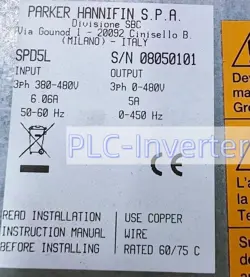 PARKER HANNIFIN S.P.A.
Divisione SBC
Via Gounod 1 - 20092 Cinisello B.
(MILANO) - ITALY
SPD5L S/N 08050101
INPUT OUTPUT
3ph 380-480V 3ph 0-480V
6.06A 5A
50-60 Hz 0-450 Hz
PLC-Inverter
CE
READ INSTALLATION
INSTRUCTION MANUAL
BEFORE INSTALLING
USE COPPER
WIRE
RATED 60/75 C